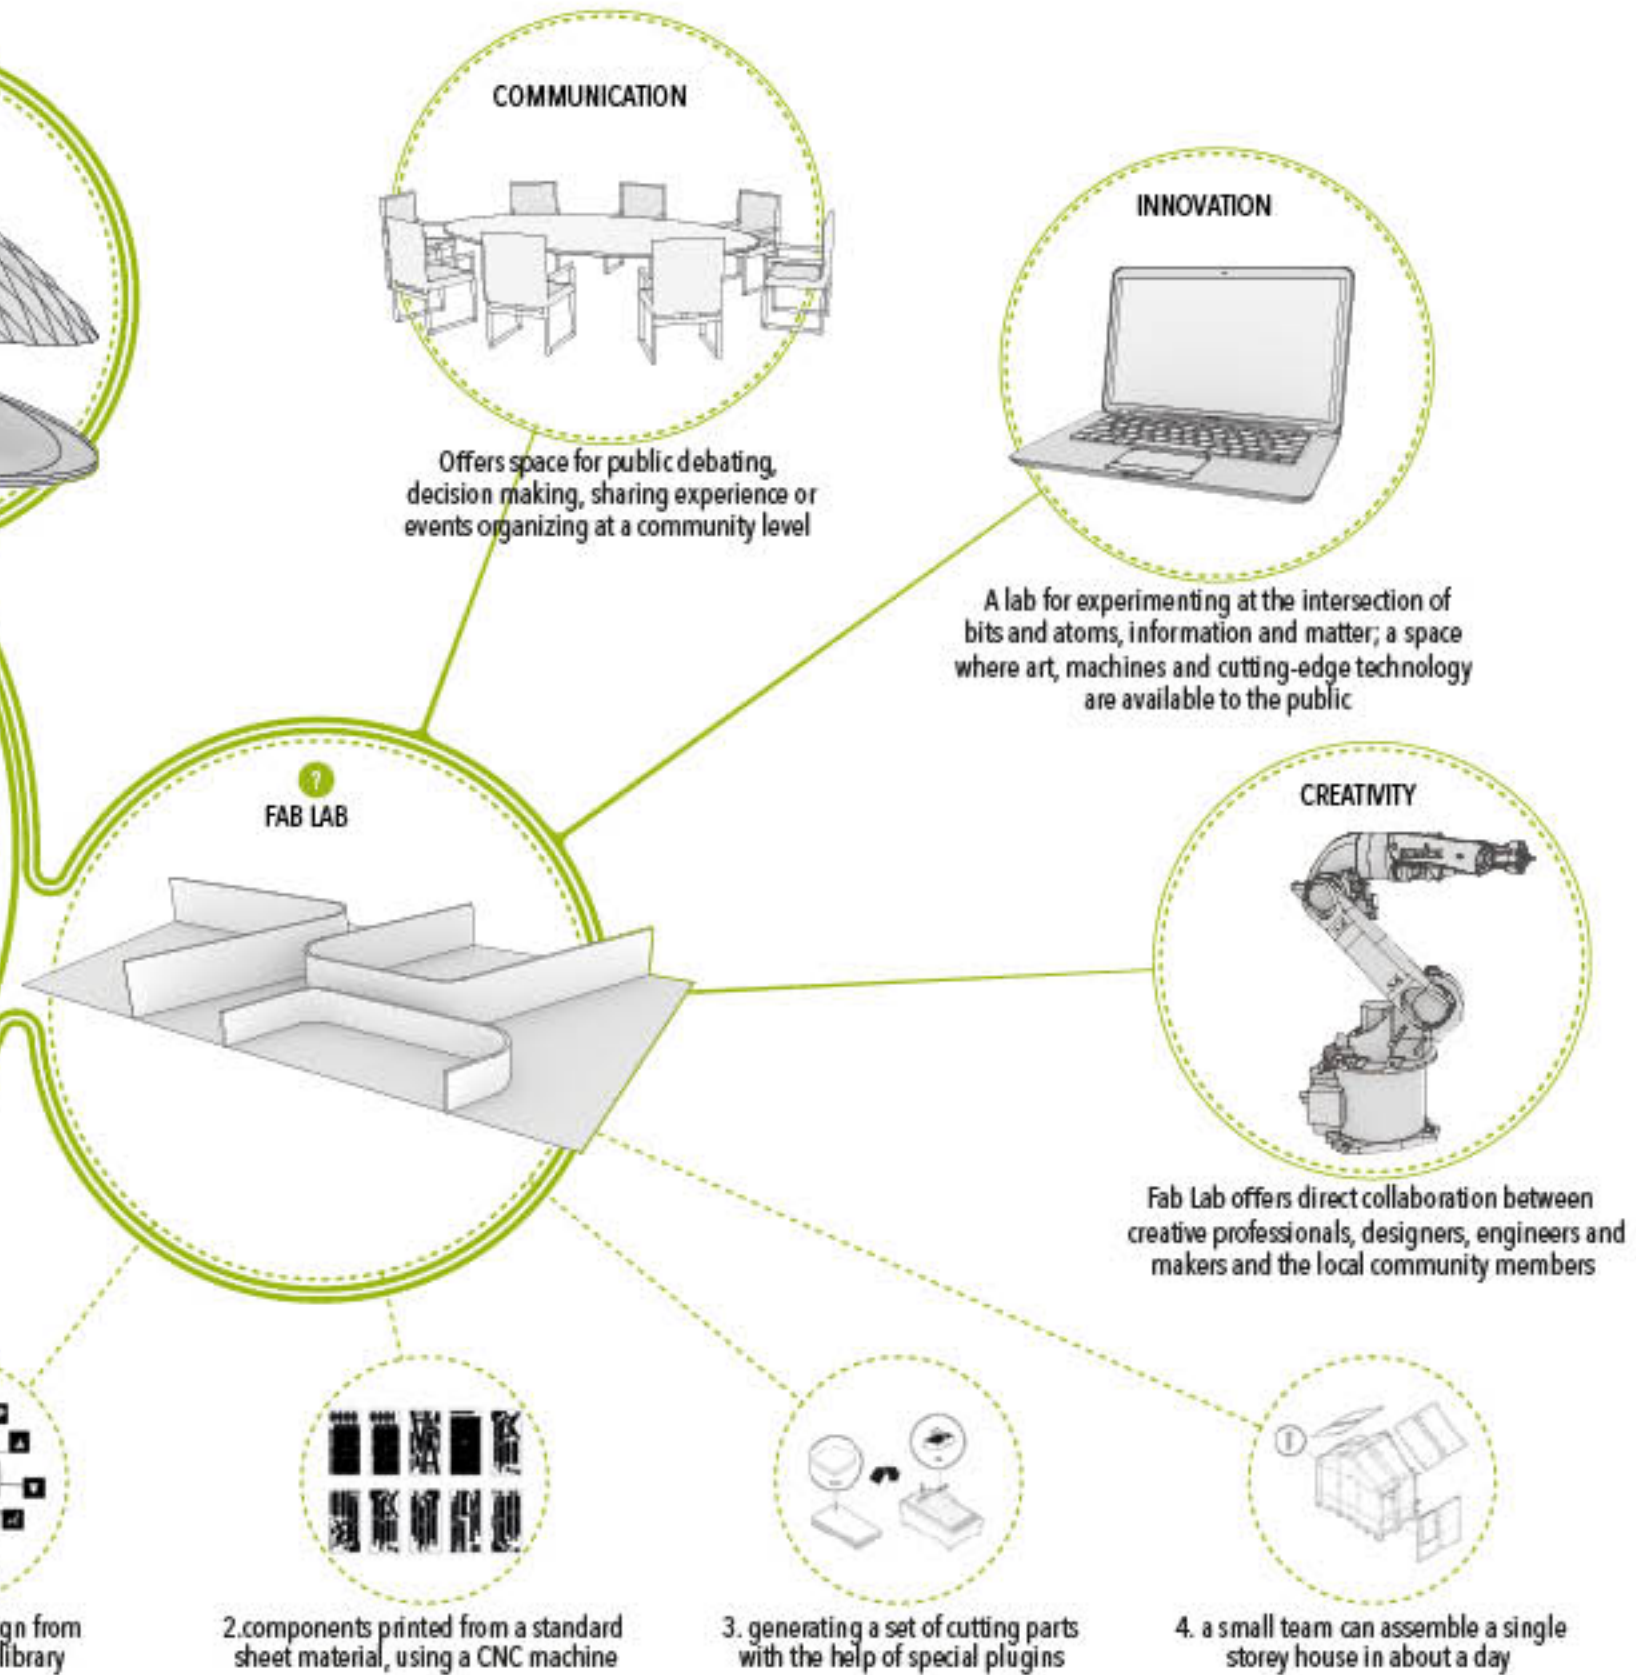 COMMUNICATION
Offers space for public debating,
decision making, sharing experience or
events organizing at a community level
INNOVATION
A lab for experimenting at the intersection of
bits and atoms, information and matter; a space
where art, machines and cutting-edge technology
are available to the public
?
FAB LAB
CREATIVITY
Fab Lab offers direct collaboration between
creative professionals, designers, engineers and
makers and the local community members
gn from
library
2.components printed from a standard
sheet material, using a CNC machine
3. generating a set of cutting parts
with the help of special plugins
4. a small team can assemble a single
storey house in about a day